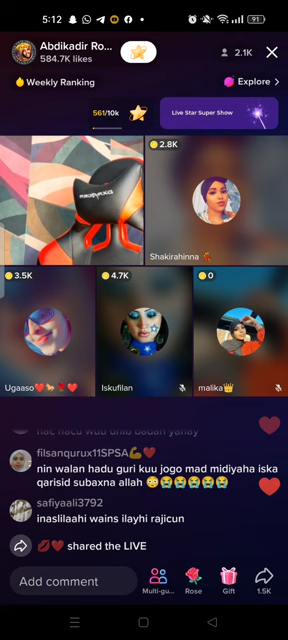 5:12
91
Abdikadir Ro...
584.7K likes
2.1K
Weekly Ranking
Explore >
561/10k
Live Star Super Show
2.8K
Shakirahinna
3.5K
4.7K
0
Ugaaso❤️🐎🌹❤️
Iskufilan
malika👑
filsanqurux11SPSA💪❤️
nin walan hadu guri kuu jogo mad midiyaha iska
qarisid subaxna allah 😳😭😭😭😭😭
safiyaali3792
inaslilaahi wains ilayhi rajicun
💋❤️ shared the LIVE
Add comment
Multi-gu...
Rose
Gift
1.5K